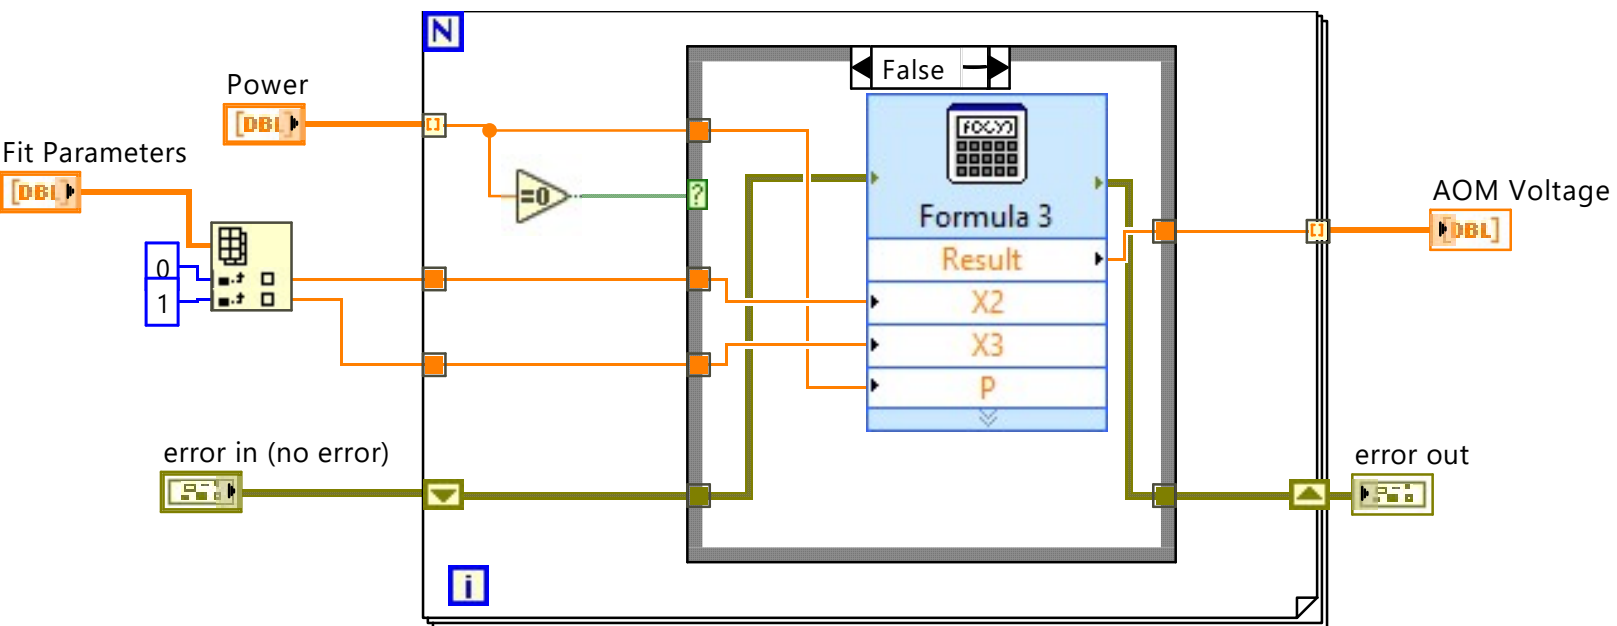 N
False
Power
[DBL]
f(x,y)
Fit Parameters
[DBL]
=0
?
Formula 3
AOM Voltage
[]
[DBL]
0
1
Result
X2
X3
P
error in (no error)
error out
i